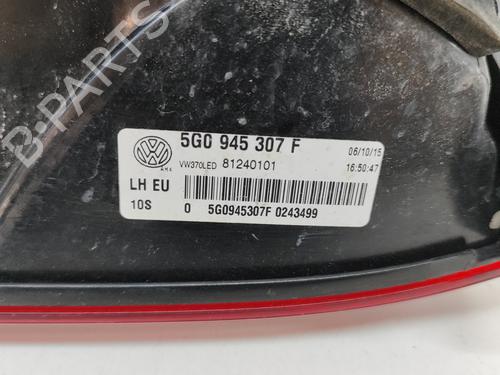 B-PARTS
5G0 945 307 F
06/10/15
VW370LED 81240101
16:50:47
LH EU
10S
0 5G0945307F 0243499